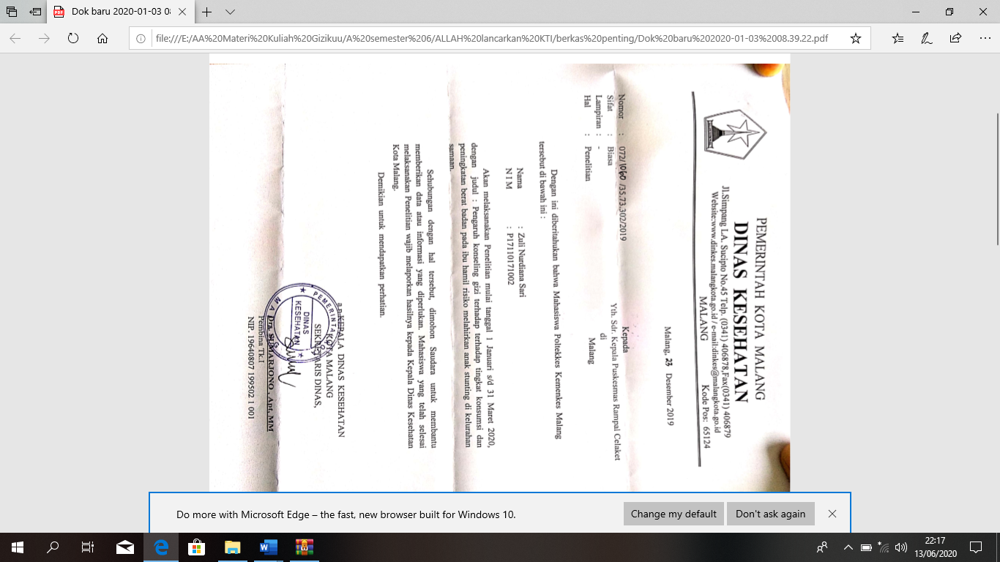 Dok baru 2020-01-03 08
file:///E:/AA%20Materi%20Kuliah%20Gizikuu/A%20semester%206/ALLAH%20lancarkan%20KTI/berkas%20penting/Dok%20baru%202020-01-03%2008.39.22.pdf
PEMERINTAH KOTA MALANG
DINAS KESEHATAN
Jl.Simpang LA. Sucipto No.45 Telp. (0341) 406878,Fax(0341) 406879
Website:www.dinkes.malangkota.go.id / e-mail:dinkes@malangkota.go.id
MALANG Kode Pos: 65124
Malang, 23 Desember 2019
Kepada
Nomor : 072/1060 /35.73.302/2019
Yth. Sdr. Kepala Puskesmas Rampal Celaket
Sifat : Biasa
di
Lampiran : -
Malang
Hal : Penelitian
Dengan ini diberitahukan bahwa Mahasiswa Poltekkes Kemenkes Malang
tersebut di bawah ini :
Nama : Zuli Nurdiana Sari
N I M : P17110171002
Akan melaksanakan Penelitian mulai tanggal 1 Januari s/d 31 Maret 2020,
dengan judul : Pengaruh konseling gizi terhadap terhadap tingkat konsumsi dan
peningkatan berat badan pada ibu hamil risiko melahirkan anak stunting di kelurahan
samaan.
Sehubungan dengan hal tersebut, dimohon Saudara untuk membantu
memberikan data atau informasi yang diperlukan. Mahasiswa yang telah selesai
melaksanakan Penelitian wajib melaporkan hasilnya kepada Kepala Dinas Kesehatan
Kota Malang.
Demikian untuk mendapatkan perhatian.
a.n KEPALA DINAS KESEHATAN
KOTA MALANG
SEKRETARIS DINAS,
PEMERINTAH KOTA
DINAS
KESEHATAN
MALANG
Drs. SUMARJONO , Apt, MM
Pembina Tk.I
NIP. 19640807 199502 1 001
Do more with Microsoft Edge – the fast, new browser built for Windows 10.
Change my default
Don't ask again
22:17
13/06/2020